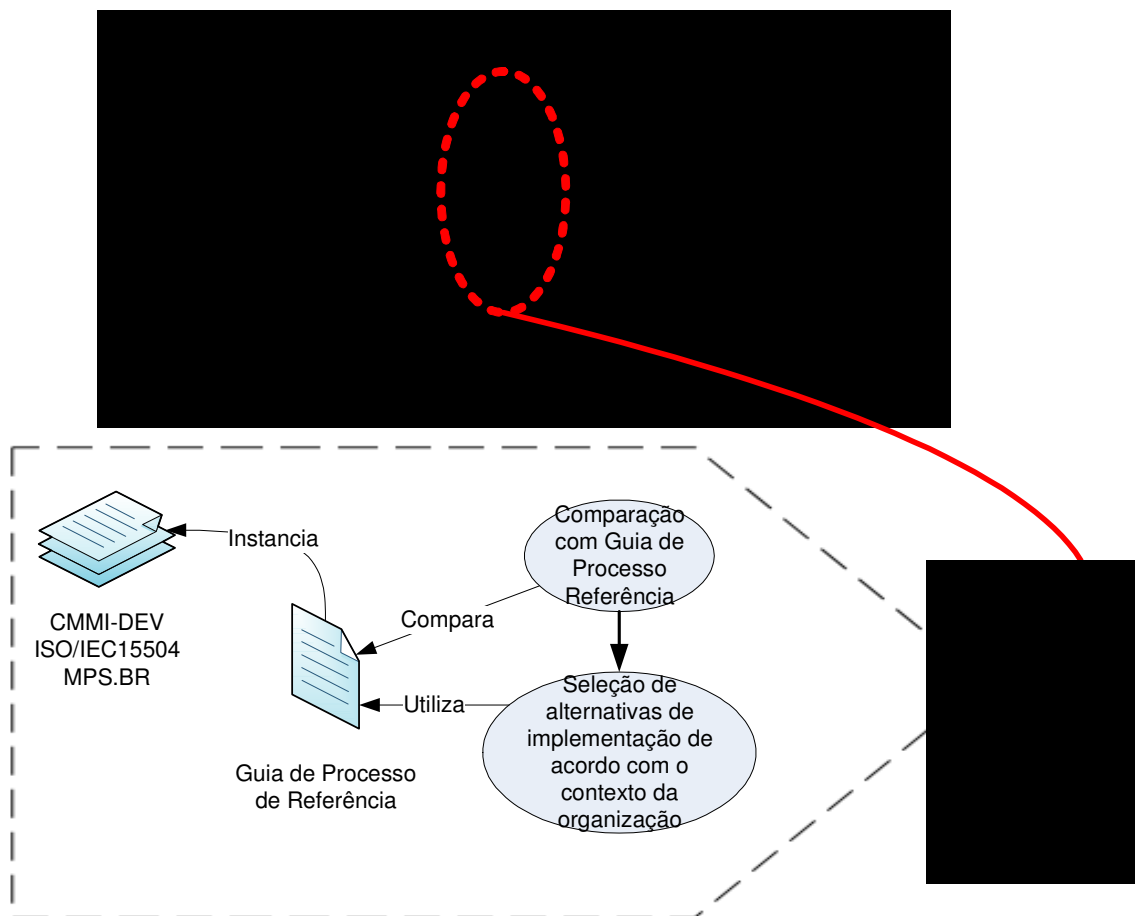 Instancia
CMMI-DEV
ISO/IEC15504
MPS.BR
Compara
Comparação
com Guia de
Processo
Referência
Utiliza
Guia de Processo
de Referência
Seleção de
alternativas de
implementação de
acordo com o
contexto da
organização